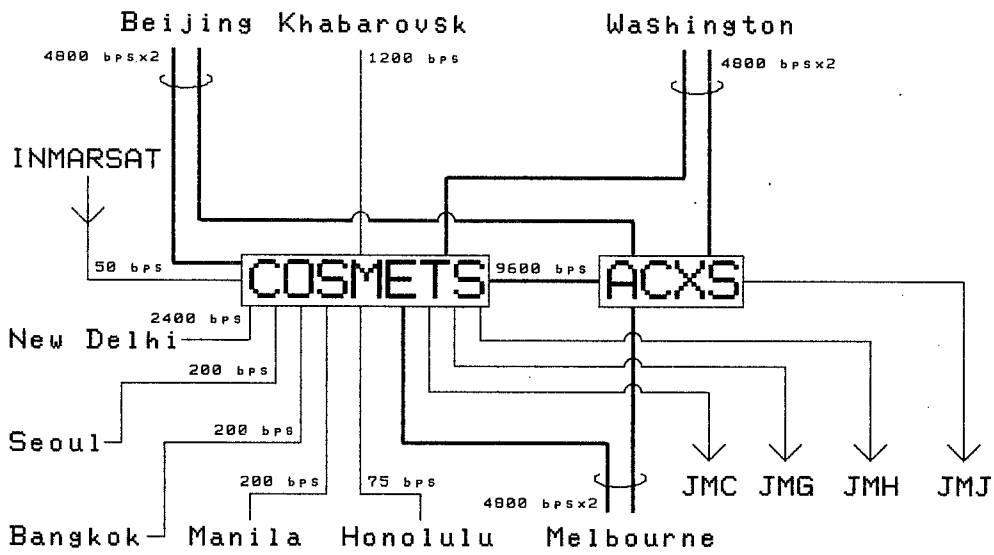 Beijing Khabarovsk Washington
4800 bps×2 1200 bps 4800 bps×2
INMARSAT
50 bps COSMETS 9600 bps ACXS
2400 bps
New Delhi
200 bps
Seoul
200 bps
200 bps 75 bps 4800 bps×2 JMC JMG JMH JMJ
Bangkok Manila Honolulu Melbourne